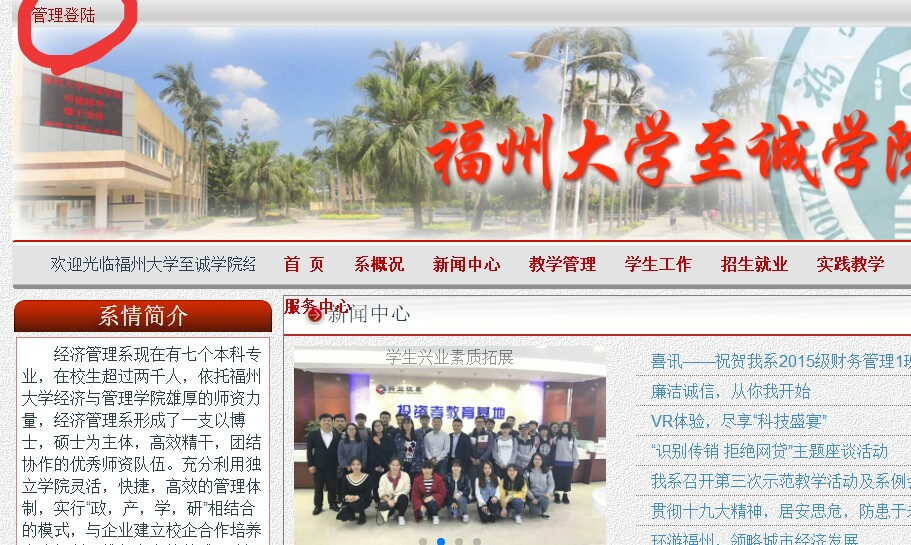 管理登陆
福州大学至诚学院
欢迎光临福州大学至诚学院经
首 页 系概况 新闻中心 教学管理 学生工作 招生就业 实践教学
服务中心
系情简介
新闻中心
经济管理系现在有七个本科专
业，在校生超过两千人，依托福州
大学经济与管理学院雄厚的师资力
量，经济管理系形成了一支以博
士，硕士为主体，高效精干，团结
协作的优秀师资队伍。充分利用独
立学院灵活，快捷，高效的管理体
制，实行“政，产，学，研”相结合
的模式，与企业建立校企合作培养
学生兴业素质拓展
投资者教育基地
喜讯——祝贺我系2015级财务管理1班
廉洁诚信，从你我开始
VR体验，尽享“科技盛宴”
“识别传销 拒绝网贷”主题座谈活动
我系召开第三次示范教学活动及系例会
贯彻十九大精神，居安思危，防患于未
环游福州，领略城市经济发展